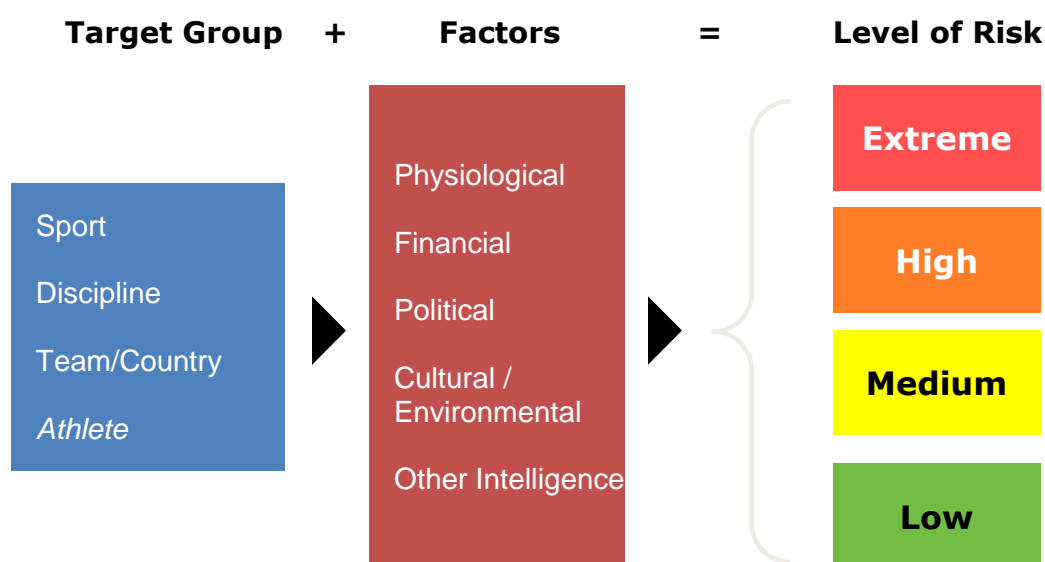 Target Group + Factors = Level of Risk
Sport
Discipline
Team/Country
Athlete
Physiological
Financial
Political
Cultural /
Environmental
Other Intelligence
Extreme
High
Medium
Low